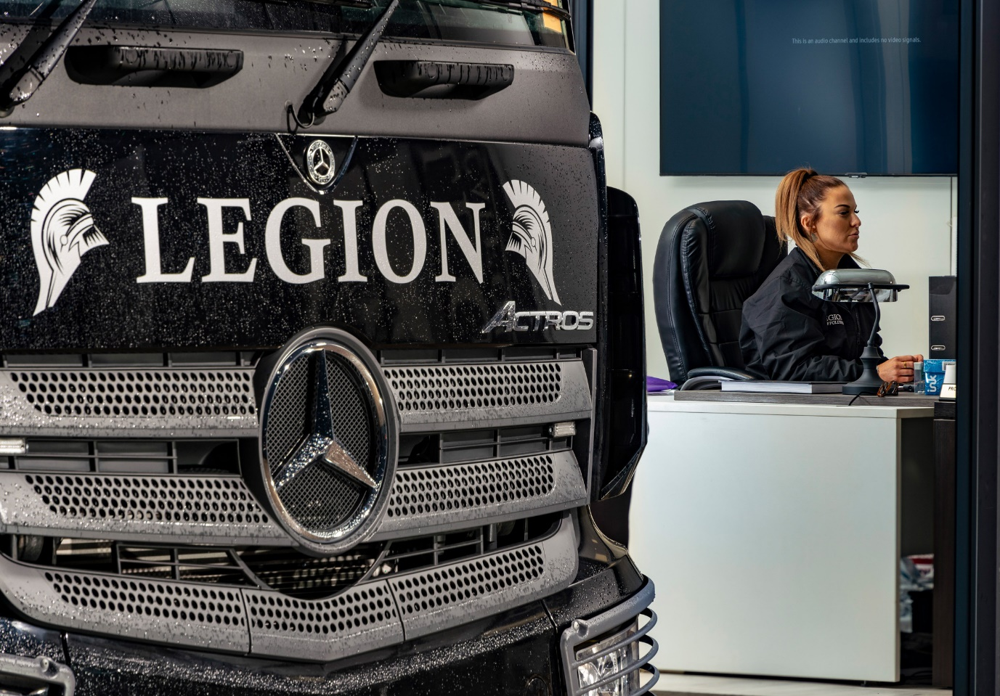 This is an audio channel and includes no video signals.
LEGION
ACTROS